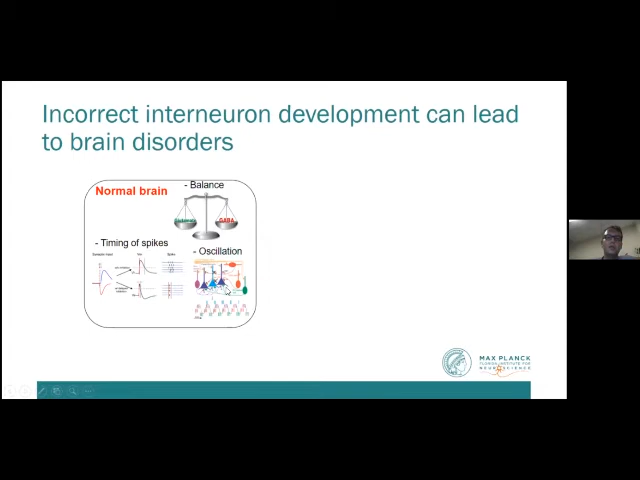 Incorrect interneuron development can lead
to brain disorders
Normal brain
- Balance
GABA
- Timing of spikes
- Oscillation
MAX PLANCK
FLORIDA INSTITUTE FOR
NEUROSCIENCE